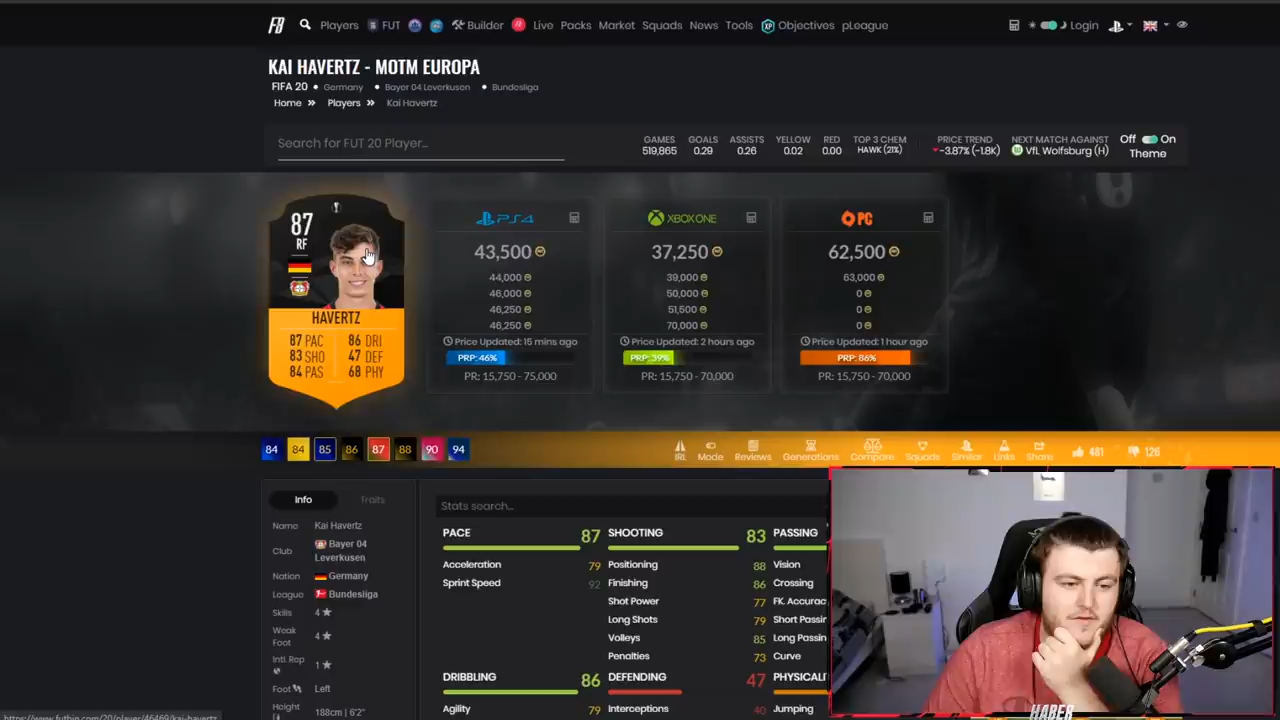 FB Players FUT Builder Live Packs Market Squads News Tools Objectives pLeague Login
KAI HAVERTZ - MOTM EUROPA
FIFA 20 • Germany • Bayer 04 Leverkusen • Bundesliga
Home » Players » Kai Havertz
Search for FUT 20 Player...
GAMES GOALS ASSISTS YELLOW RED TOP 3 CHEM PRICE TREND NEXT MATCH AGAINST Off On
519,865 0.29 0.26 0.02 0.00 HAWK (21%) -3.87% (-1.8K) VfL Wolfsburg (H) Theme
87
RF
HAVERTZ
87 PAC 86 DRI
83 SHO 47 DEF
84 PAS 68 PHY
PS4
43,500
44,000
46,000
46,250
46,250
Price Updated: 15 mins ago
PRP: 46%
PR: 15,750 - 75,000
XBOX ONE
37,250
39,000
50,000
51,500
70,000
Price Updated: 2 hours ago
PRP: 39%
PR: 15,750 - 70,000
PC
62,500
63,000
0
0
0
Price Updated: 1 hour ago
PRP: 86%
PR: 15,750 - 70,000
84 84 85 86 87 88 90 94
IRL Mode Reviews Generations Compare Squads Similar Links Share 481 126
Info Traits
Name Kai Havertz
Club Bayer 04
Leverkusen
Nation Germany
League Bundesliga
Skills 4
Weak
Foot 4
Intl. Rep 1
Foot Left
Height 188cm | 6'2"
Stats search...
PACE 87
Acceleration 79
Sprint Speed 92
SHOOTING 83
Positioning 88
Finishing 86
Shot Power 77
Long Shots 79
Volleys 85
Penalties 73
PASSING
Vision
Crossing
FK. Accurac
Short Passin
Long Passin
Curve
DRIBBLING 86
Agility 79
DEFENDING 47
Interceptions 40
PHYSICALI
Jumping
https://www.futbin.com/20/player/46469/kai-havertz
HABER